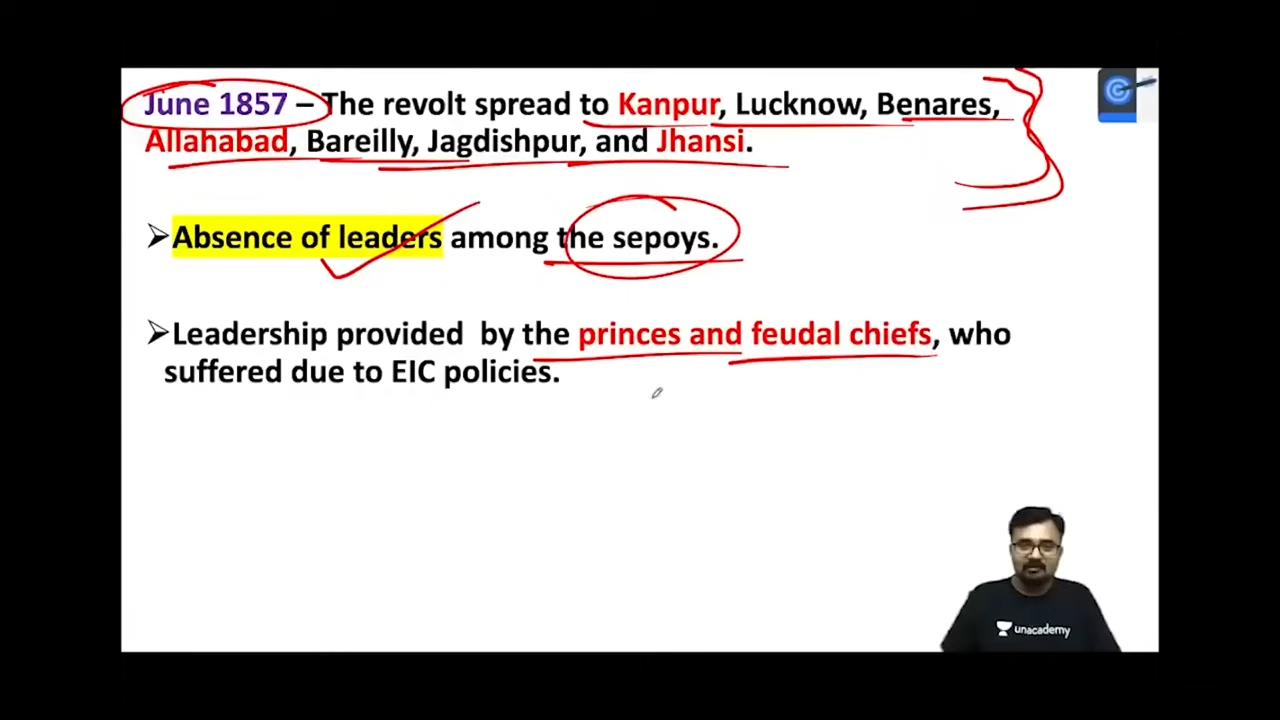 June 1857 – The revolt spread to Kanpur, Lucknow, Benares,
Allahabad, Bareilly, Jagdishpur, and Jhansi.
➢Absence of leaders among the sepoys.
➢Leadership provided by the princes and feudal chiefs, who
suffered due to EIC policies.
unacademy